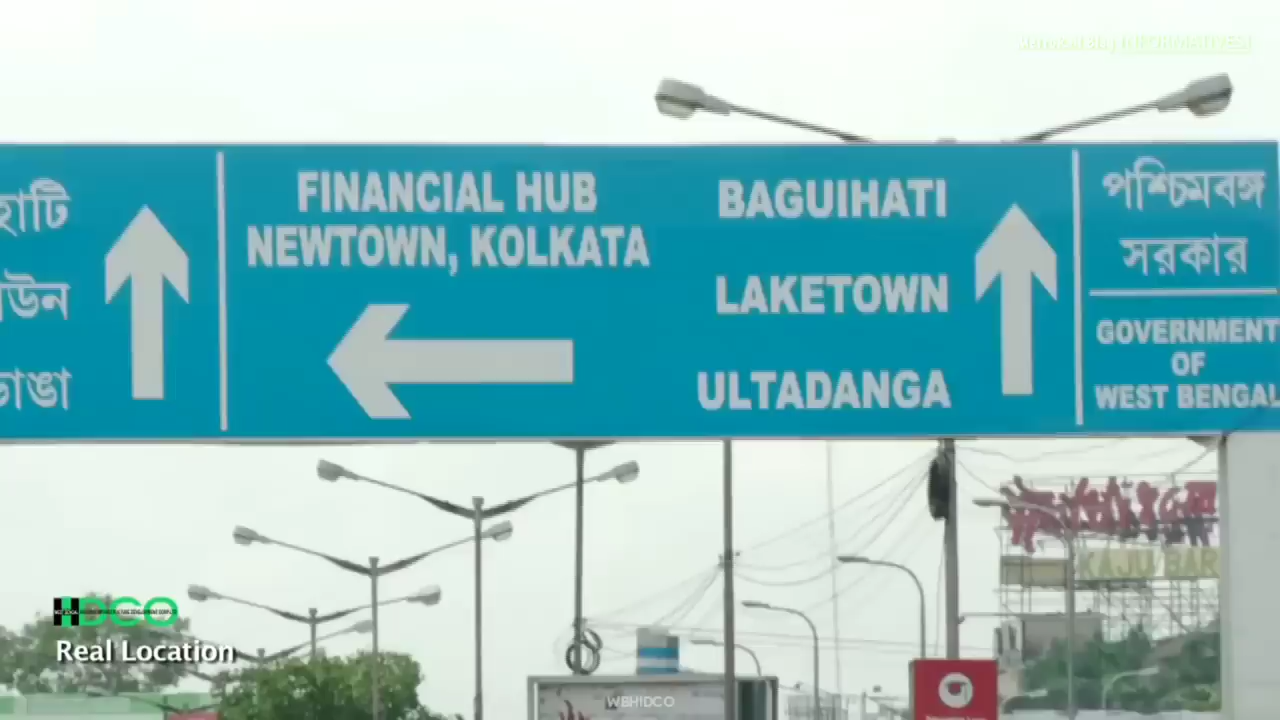 হাটি
াউন
ডাঙা
FINANCIAL HUB
NEWTOWN, KOLKATA
BAGUIHATI
LAKETOWN
ULTADANGA
পশ্চিমবঙ্গ
সরকার
GOVERNMENT
OF
WEST BENGAL
KAJU BAR
HIDCO
Real Location
WBHIDCO